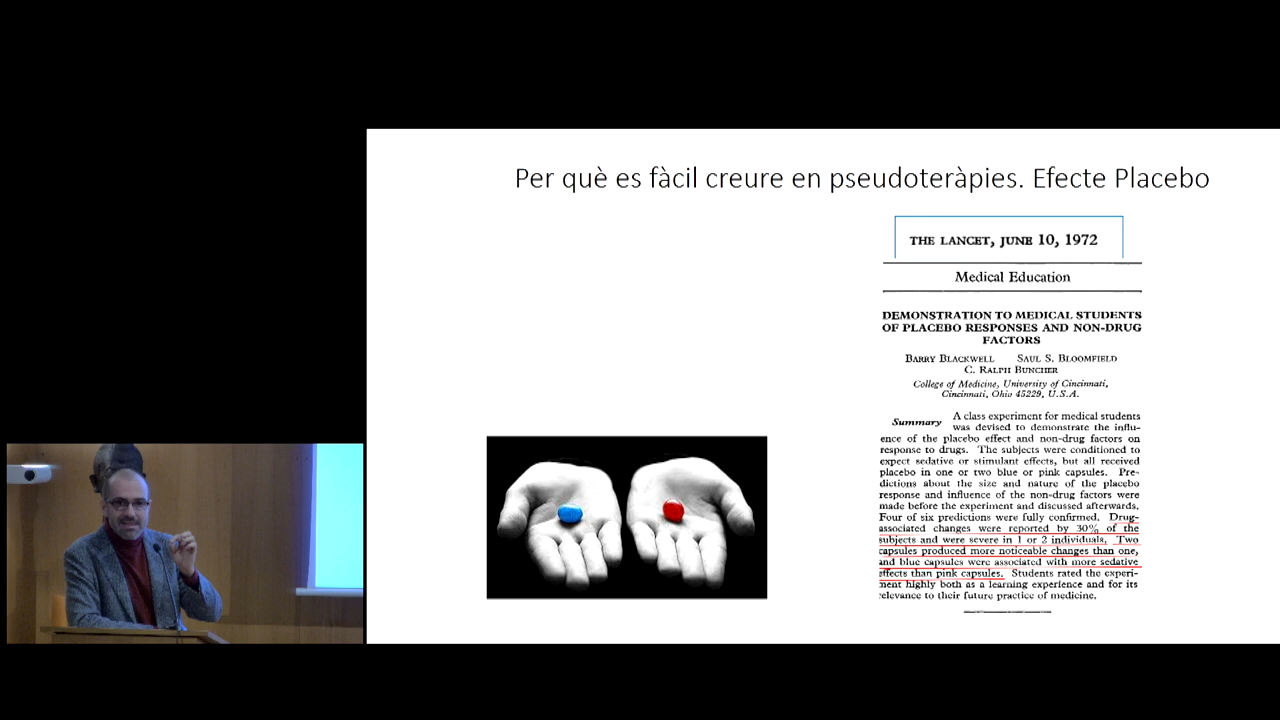 Per què es fàcil creure en pseudoteràpies. Efecte Placebo
THE LANCET, JUNE 10, 1972
Medical Education
DEMONSTRATION TO MEDICAL STUDENTS
OF PLACEBO RESPONSES AND NON-DRUG
FACTORS
BARRY BLACKWELL SAUL S. BLOOMFIELD
C. RALPH BUNCHER
College of Medicine, University of Cincinnati,
Cincinnati, Ohio 45229, U.S.A.
Summary A class experiment for medical students
was devised to demonstrate the influ-
ence of the placebo effect and non-drug factors on
response to drugs. The subjects were conditioned to
expect sedative or stimulant effects, but all received
placebo in one or two blue or pink capsules. Pre-
dictions about the size and nature of the placebo
response and influence of the non-drug factors were
made before the experiment and discussed afterwards.
Four of six predictions were fully confirmed. Drug-
associated changes were reported by 30% of the
subjects and were severe in 1 or 2 individuals. Two
capsules produced more noticeable changes than one,
and blue capsules were associated with more sedative
effects than pink capsules. Students rated the experi-
ment highly both as a learning experience and for its
relevance to their future practice of medicine.